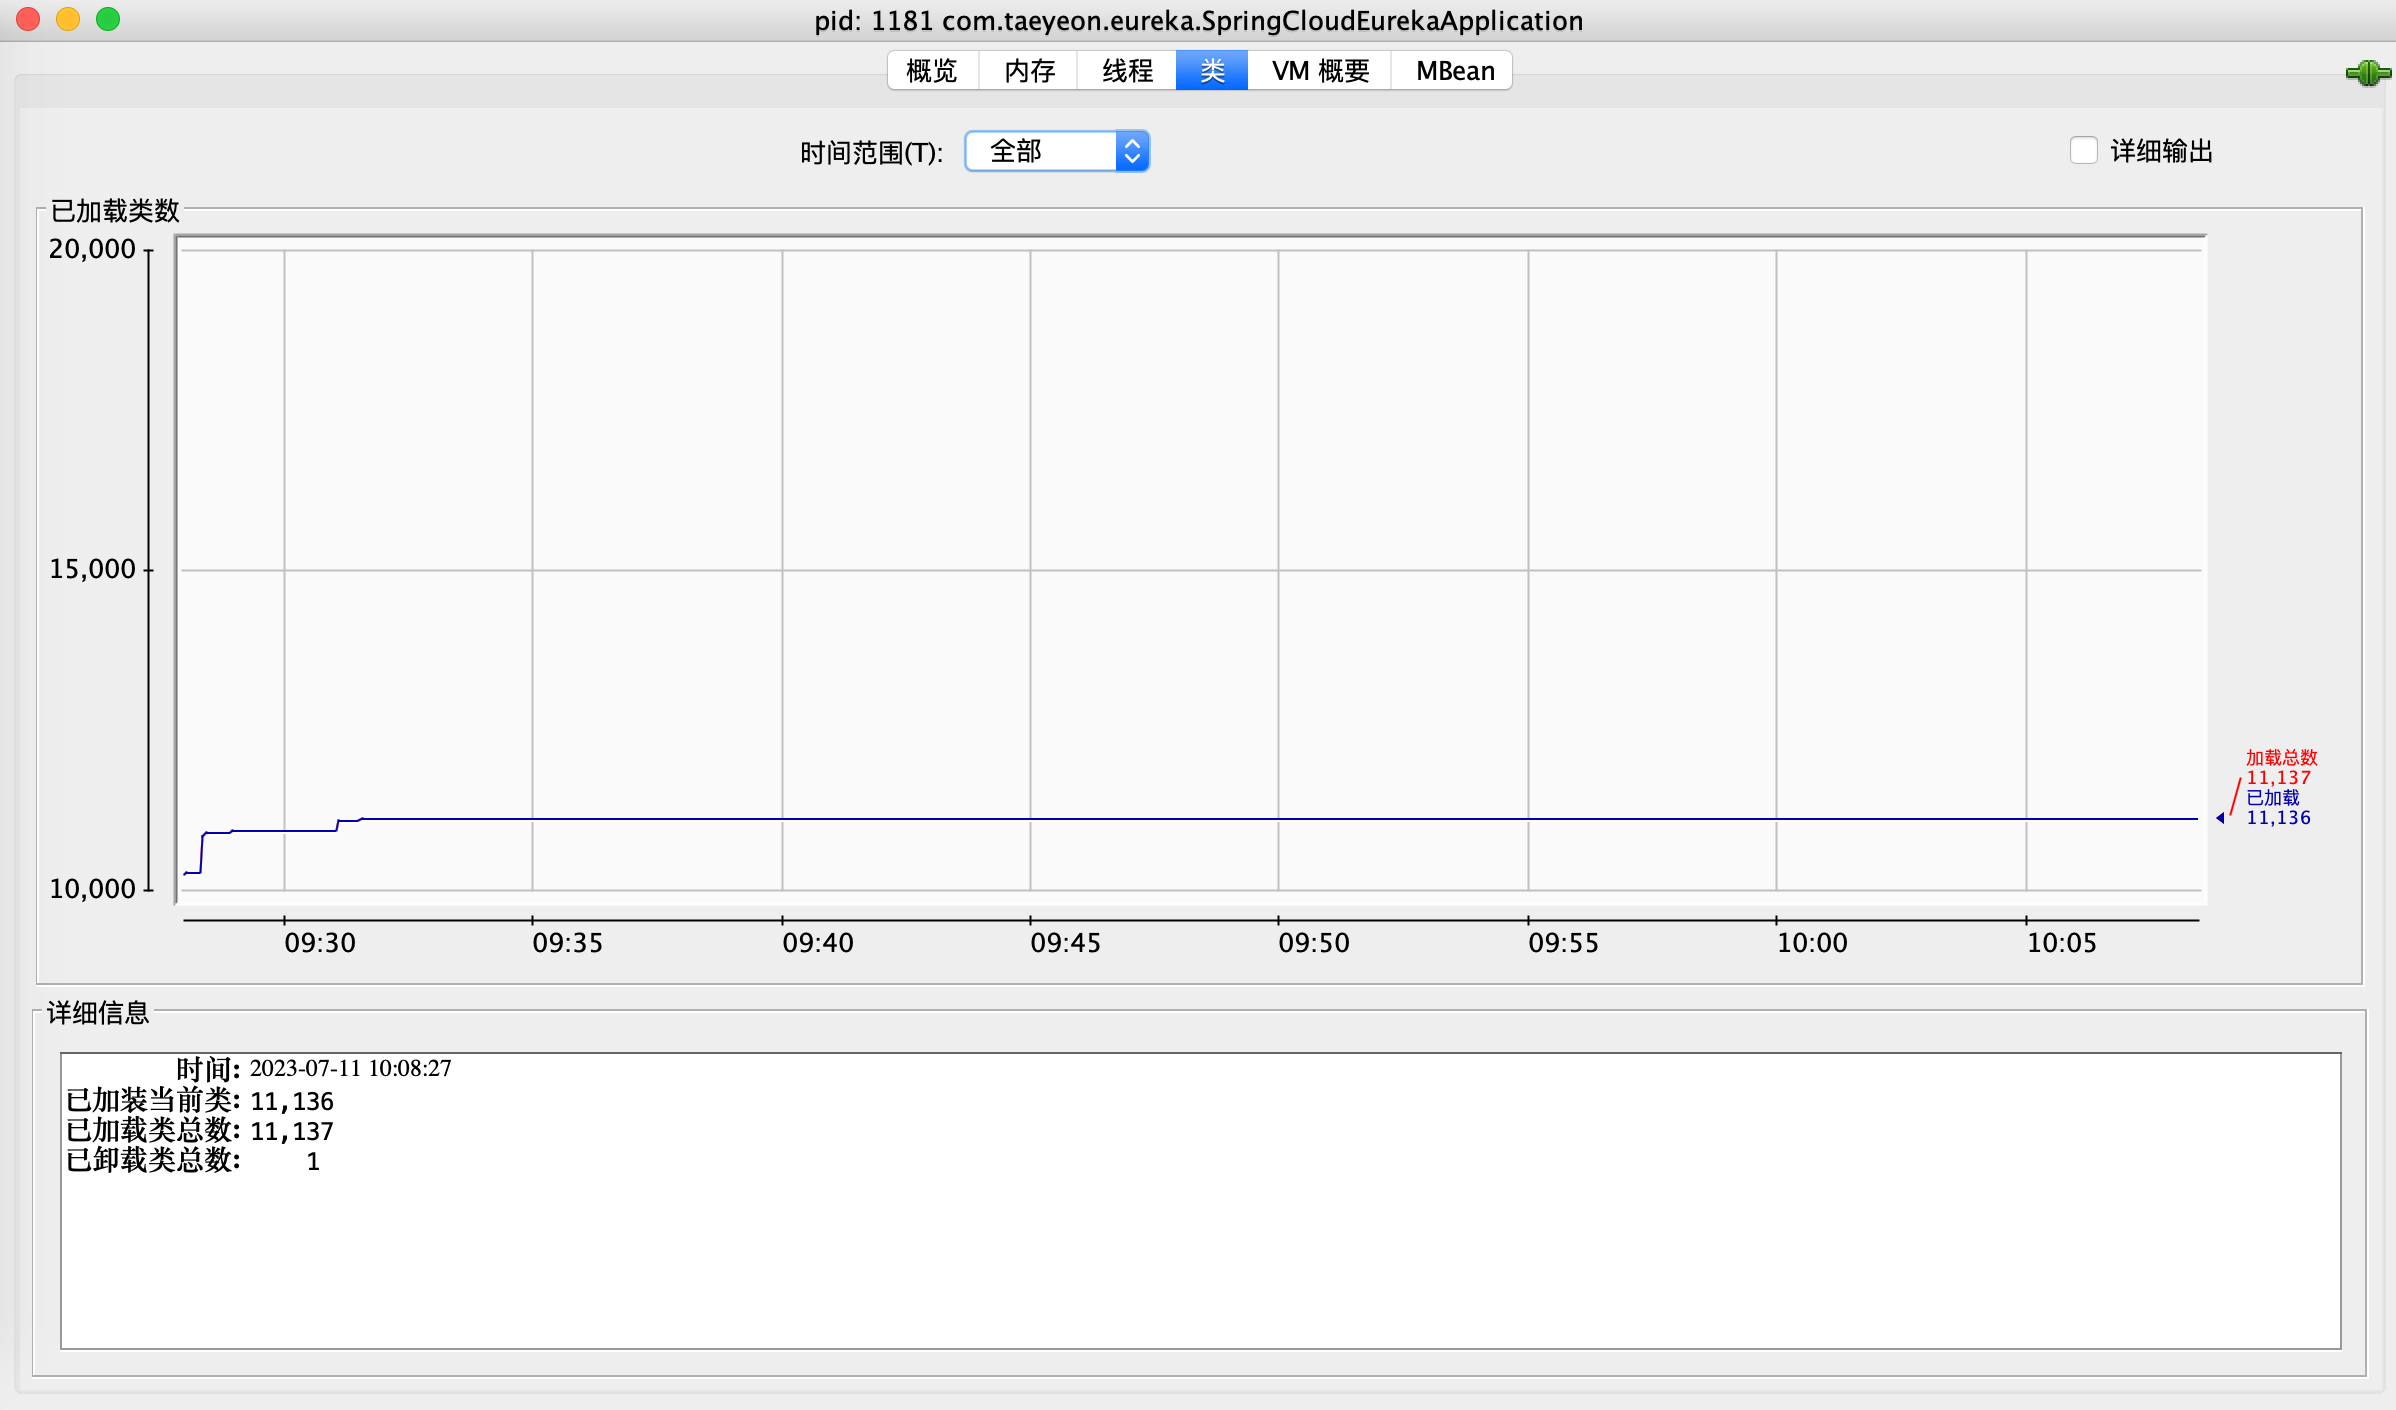 pid: 1181 com.taeyeon.eureka.SpringCloudEurekaApplication
概览 内存 线程 类 VM 概要 MBean
时间范围(T): 全部 详细输出
已加载类数
20,000
15,000
10,000
加载总数
11,137
已加载
11,136
09:30 09:35 09:40 09:45 09:50 09:55 10:00 10:05
详细信息
时间: 2023-07-11 10:08:27
已加装当前类: 11,136
已加载类总数: 11,137
已卸载类总数: 1